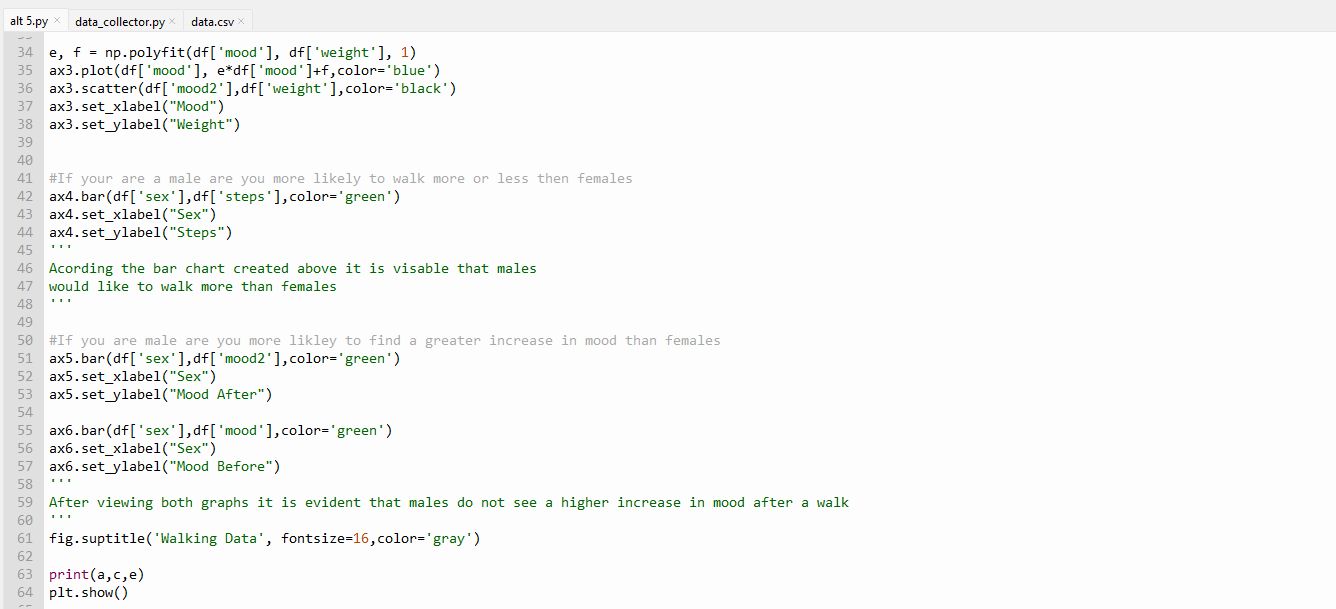 alt 5.py × data_collector.py × data.csv ×
34 e, f = np.polyfit(df['mood'], df['weight'], 1)
35 ax3.plot(df['mood'], e*df['mood']+f,color='blue')
36 ax3.scatter(df['mood2'],df['weight'],color='black')
37 ax3.set_xlabel("Mood")
38 ax3.set_ylabel("Weight")
39
40
41 #If your are a male are you more likely to walk more or less then females
42 ax4.bar(df['sex'],df['steps'],color='green')
43 ax4.set_xlabel("Sex")
44 ax4.set_ylabel("Steps")
45 '''
46 Acording the bar chart created above it is visable that males
47 would like to walk more than females
48 '''
49
50 #If you are male are you more likley to find a greater increase in mood than females
51 ax5.bar(df['sex'],df['mood2'],color='green')
52 ax5.set_xlabel("Sex")
53 ax5.set_ylabel("Mood After")
54
55 ax6.bar(df['sex'],df['mood'],color='green')
56 ax6.set_xlabel("Sex")
57 ax6.set_ylabel("Mood Before")
58 '''
59 After viewing both graphs it is evident that males do not see a higher increase in mood after a walk
60 '''
61 fig.suptitle('Walking Data', fontsize=16,color='gray')
62
63 print(a,c,e)
64 plt.show()